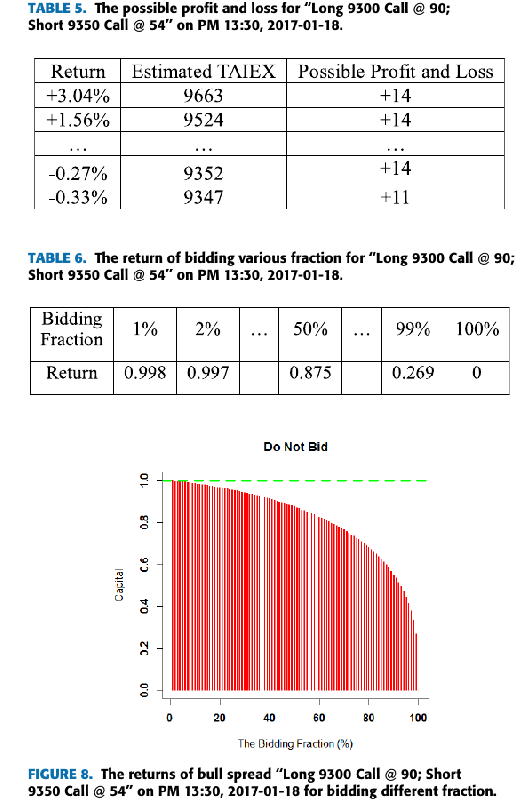 TABLE 5. The possible profit and loss for "Long 9300 Call @ 90;
Short 9350 Call @ 54" on PM 13:30, 2017-01-18.
Return Estimated TAIEX Possible Profit and Loss
+3.04% 9663 +14
+1.56% 9524 +14
... ... ...
-0.27% 9352 +14
-0.33% 9347 +11
TABLE 6. The return of bidding various fraction for "Long 9300 Call @ 90;
Short 9350 Call @ 54" on PM 13:30, 2017-01-18.
Bidding
Fraction 1% 2% ... 50% ... 99% 100%
Return 0.998 0.997 0.875 0.269 0
Do Not Bid
Capital
1.0
0.8
0.6
0.4
0.2
0.0
0 20 40 60 80 100
The Bidding Fraction (%)
FIGURE 8. The returns of bull spread "Long 9300 Call @ 90; Short
9350 Call @ 54" on PM 13:30, 2017-01-18 for bidding different fraction.